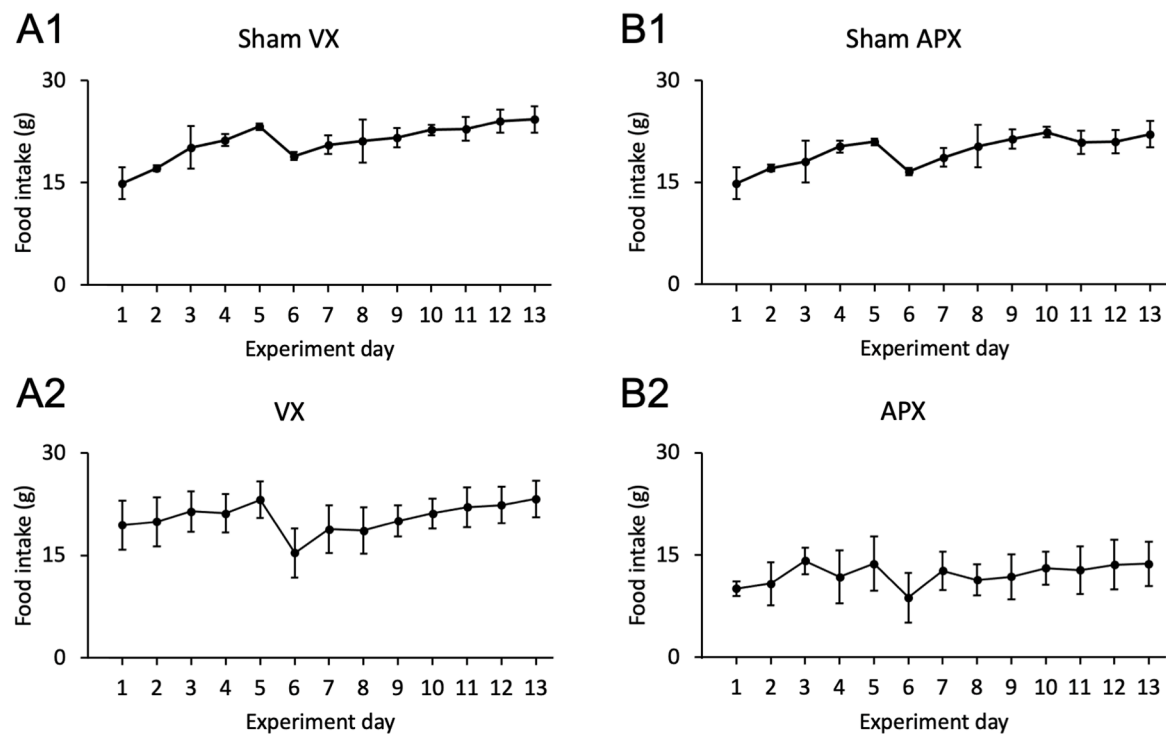 A1
Sham VX
Food intake (g)
30
15
0
1 2 3 4 5 6 7 8 9 10 11 12 13
Experiment day
B1
Sham APX
Food intake (g)
30
15
0
1 2 3 4 5 6 7 8 9 10 11 12 13
Experiment day
A2
VX
Food intake (g)
30
15
0
1 2 3 4 5 6 7 8 9 10 11 12 13
Experiment day
B2
APX
Food intake (g)
30
15
0
1 2 3 4 5 6 7 8 9 10 11 12 13
Experiment day